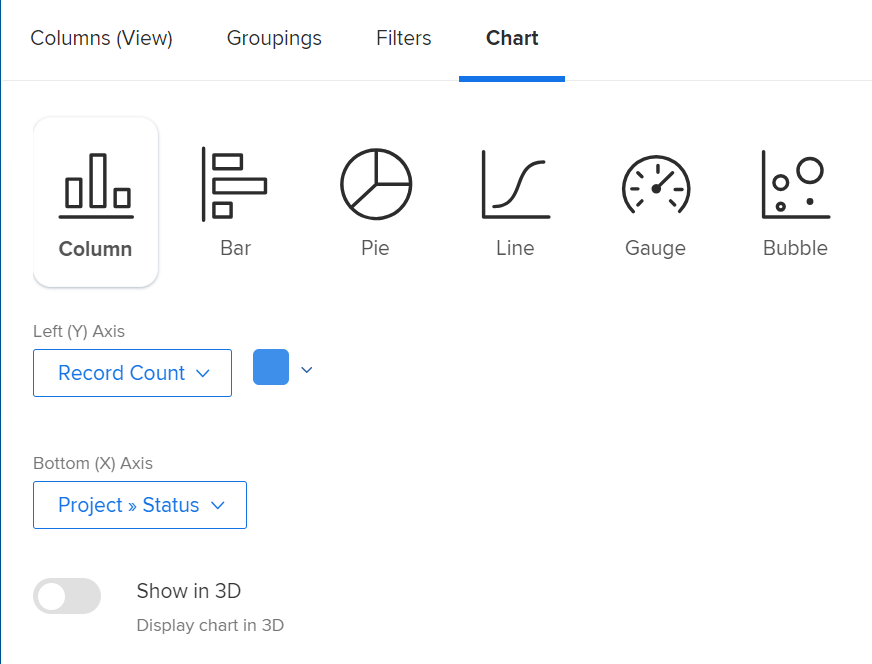 Columns (View) Groupings Filters Chart
Column Bar Pie Line Gauge Bubble
Left (Y) Axis
Record Count
Bottom (X) Axis
Project » Status
Show in 3D
Display chart in 3D